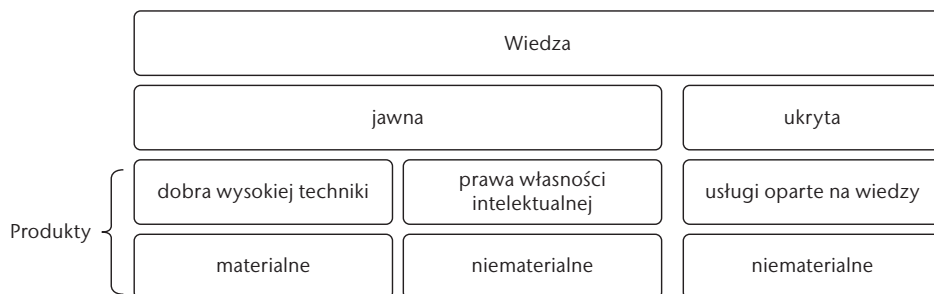 Wiedza
jawna
ukryta
dobra wysokiej techniki
prawa własności
intelektualnej
usługi oparte na wiedzy
Produkty
materialne
niematerialne
niematerialne